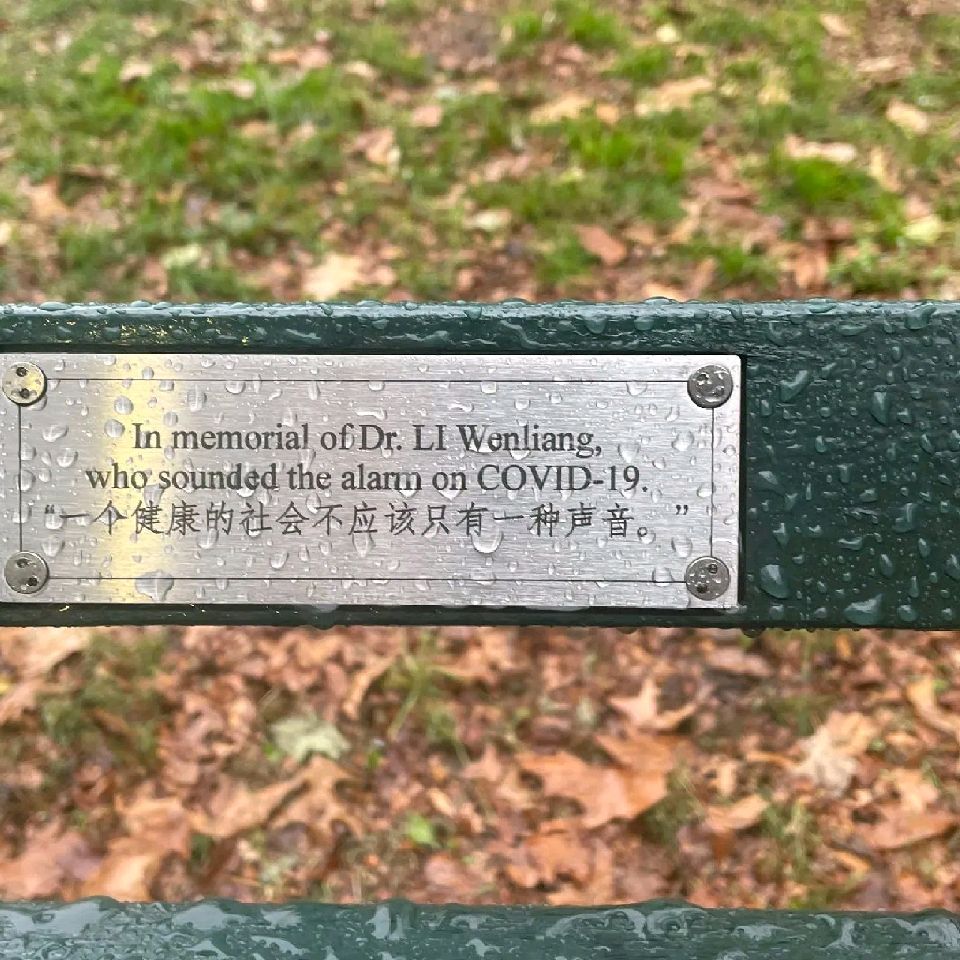 In memorial of Dr. LI Wenliang,
who sounded the alarm on COVID-19.
“一个健康的社会不应该只有一种声音。”